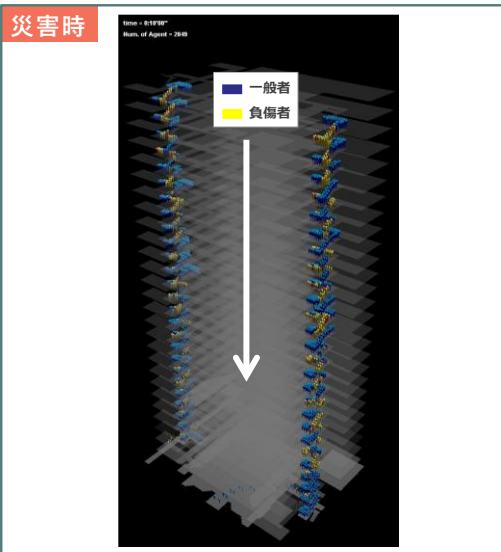 災害時
time = 0:10'00"
Num. of Agent = 2849
一般者
負傷者